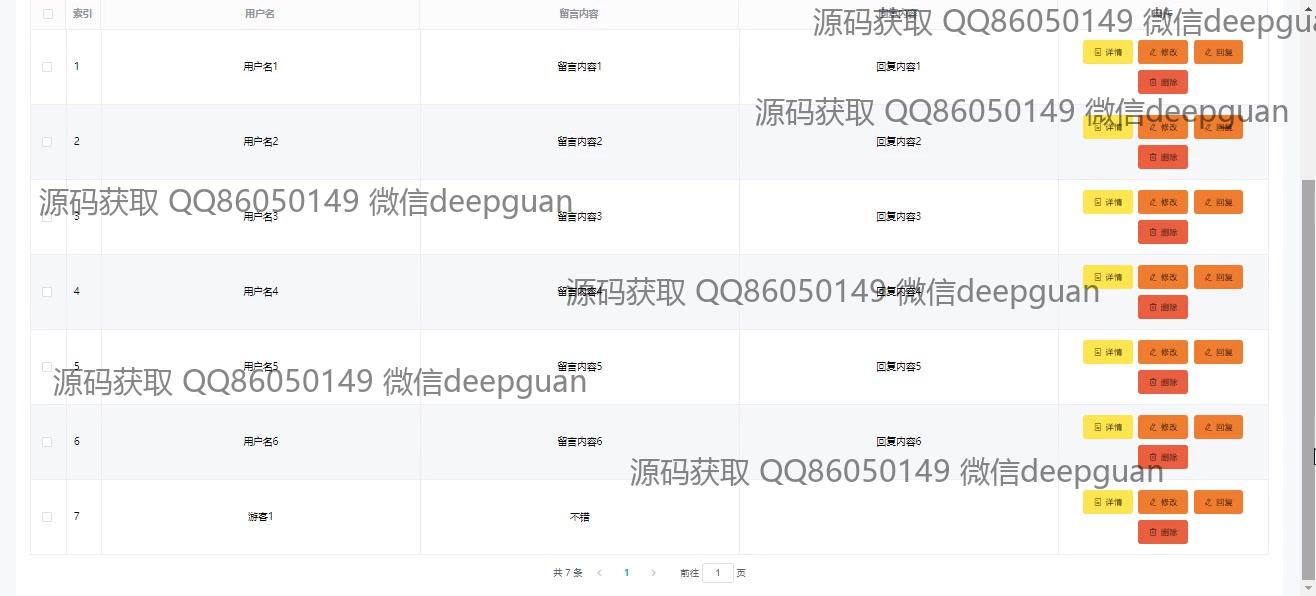 索引 用户名 留言内容 回复内容
源码获取 QQ86050149 微信deepgua
1 用户名1 留言内容1 回复内容1 详情 修改 回复
删除
源码获取 QQ86050149 微信deepguan
2 用户名2 留言内容2 回复内容2 详情 修改 回复
删除
源码获取 QQ86050149 微信deepguan
3 用户名3 留言内容3 回复内容3 详情 修改 回复
删除
4 用户名4 留言内容4 回复内容4 详情 修改 回复
源码获取 QQ86050149 微信deepguan
删除
5 用户名5 留言内容5 回复内容5 详情 修改 回复
源码获取 QQ86050149 微信deepguan
删除
6 用户名6 留言内容6 回复内容6 详情 修改 回复
删除
源码获取 QQ86050149 微信deepguan
7 游客1 不错 详情 修改 回复
删除
共 7 条 1 前往 1 页